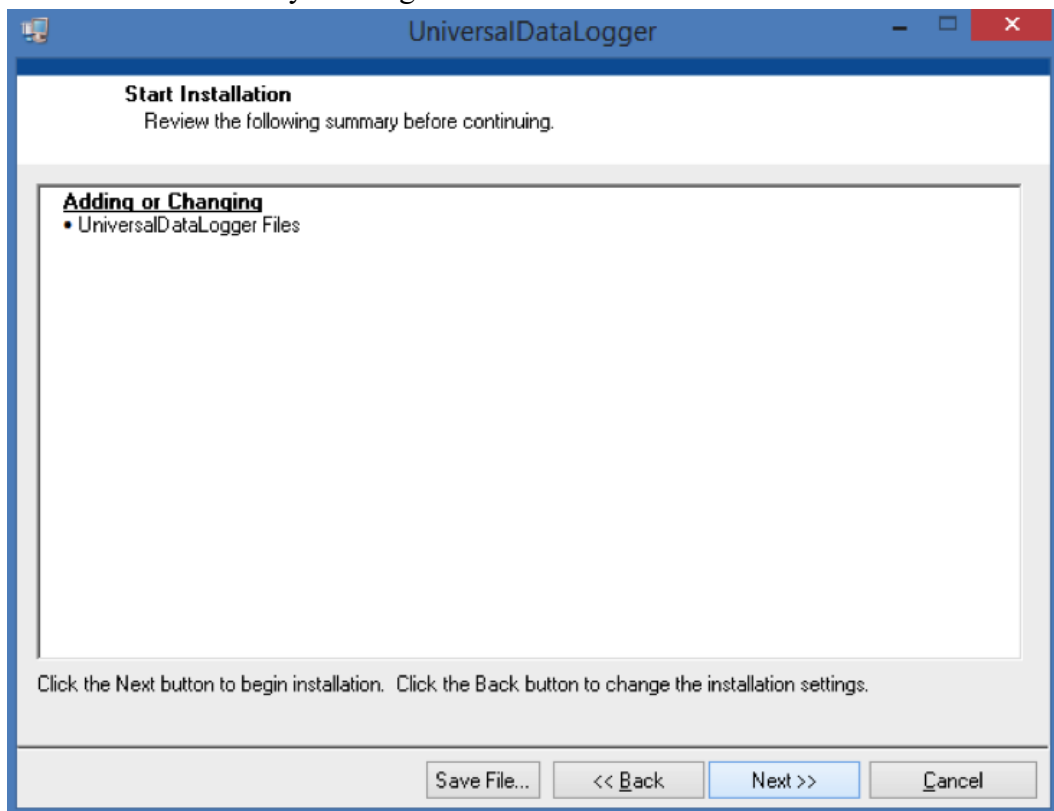 UniversalDataLogger
Start Installation
Review the following summary before continuing.
Adding or Changing
• UniversalDataLogger Files
Click the Next button to begin installation. Click the Back button to change the installation settings.
Save File... << Back Next >> Cancel